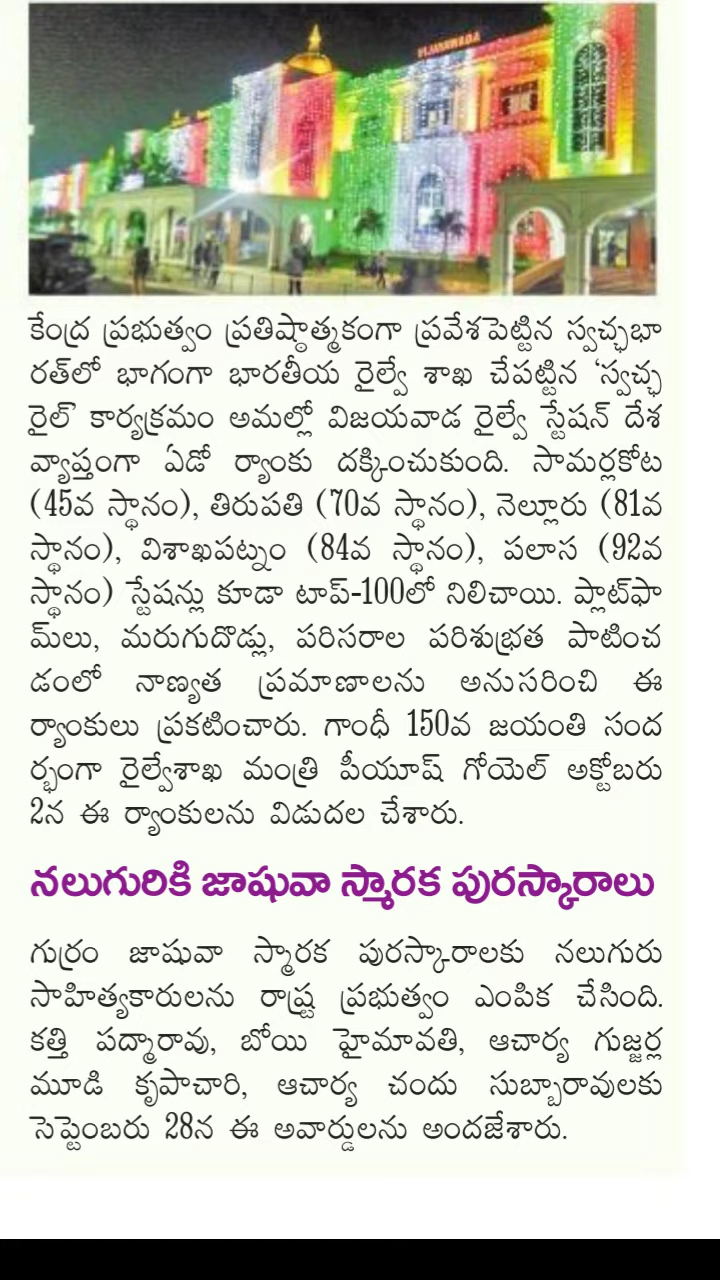 VIJAYAWADA
కేంద్ర ప్రభుత్వం ప్రతిష్ఠాత్మకంగా ప్రవేశపెట్టిన స్వచ్ఛభా
రత్‌లో భాగంగా భారతీయ రైల్వే శాఖ చేపట్టిన ‘స్వచ్ఛ
రైల్’ కార్యక్రమం అమల్లో విజయవాడ రైల్వే స్టేషన్ దేశ
వ్యాప్తంగా ఏడో ర్యాంకు దక్కించుకుంది. సామర్లకోట
(45వ స్థానం), తిరుపతి (70వ స్థానం), నెల్లూరు (81వ
స్థానం), విశాఖపట్నం (84వ స్థానం), పలాస (92వ
స్థానం) స్టేషన్లు కూడా టాప్-100లో నిలిచాయి. ప్లాట్‌ఫా
మ్‌లు, మరుగుదొడ్లు, పరిసరాల పరిశుభ్రత పాటించ
డంలో నాణ్యత ప్రమాణాలను అనుసరించి ఈ
ర్యాంకులు ప్రకటించారు. గాంధీ 150వ జయంతి సంద
ర్భంగా రైల్వేశాఖ మంత్రి పీయూష్ గోయెల్ అక్టోబరు
2న ఈ ర్యాంకులను విడుదల చేశారు.
నలుగురికి జాషువా స్మారక పురస్కారాలు
గుర్రం జాషువా స్మారక పురస్కారాలకు నలుగురు
సాహిత్యకారులను రాష్ట్ర ప్రభుత్వం ఎంపిక చేసింది.
కత్తి పద్మారావు, బోయి హైమావతి, ఆచార్య గుజ్జర్ల
మూడి కృపాచారి, ఆచార్య చందు సుబ్బారావులకు
సెప్టెంబరు 28న ఈ అవార్డులను అందజేశారు.